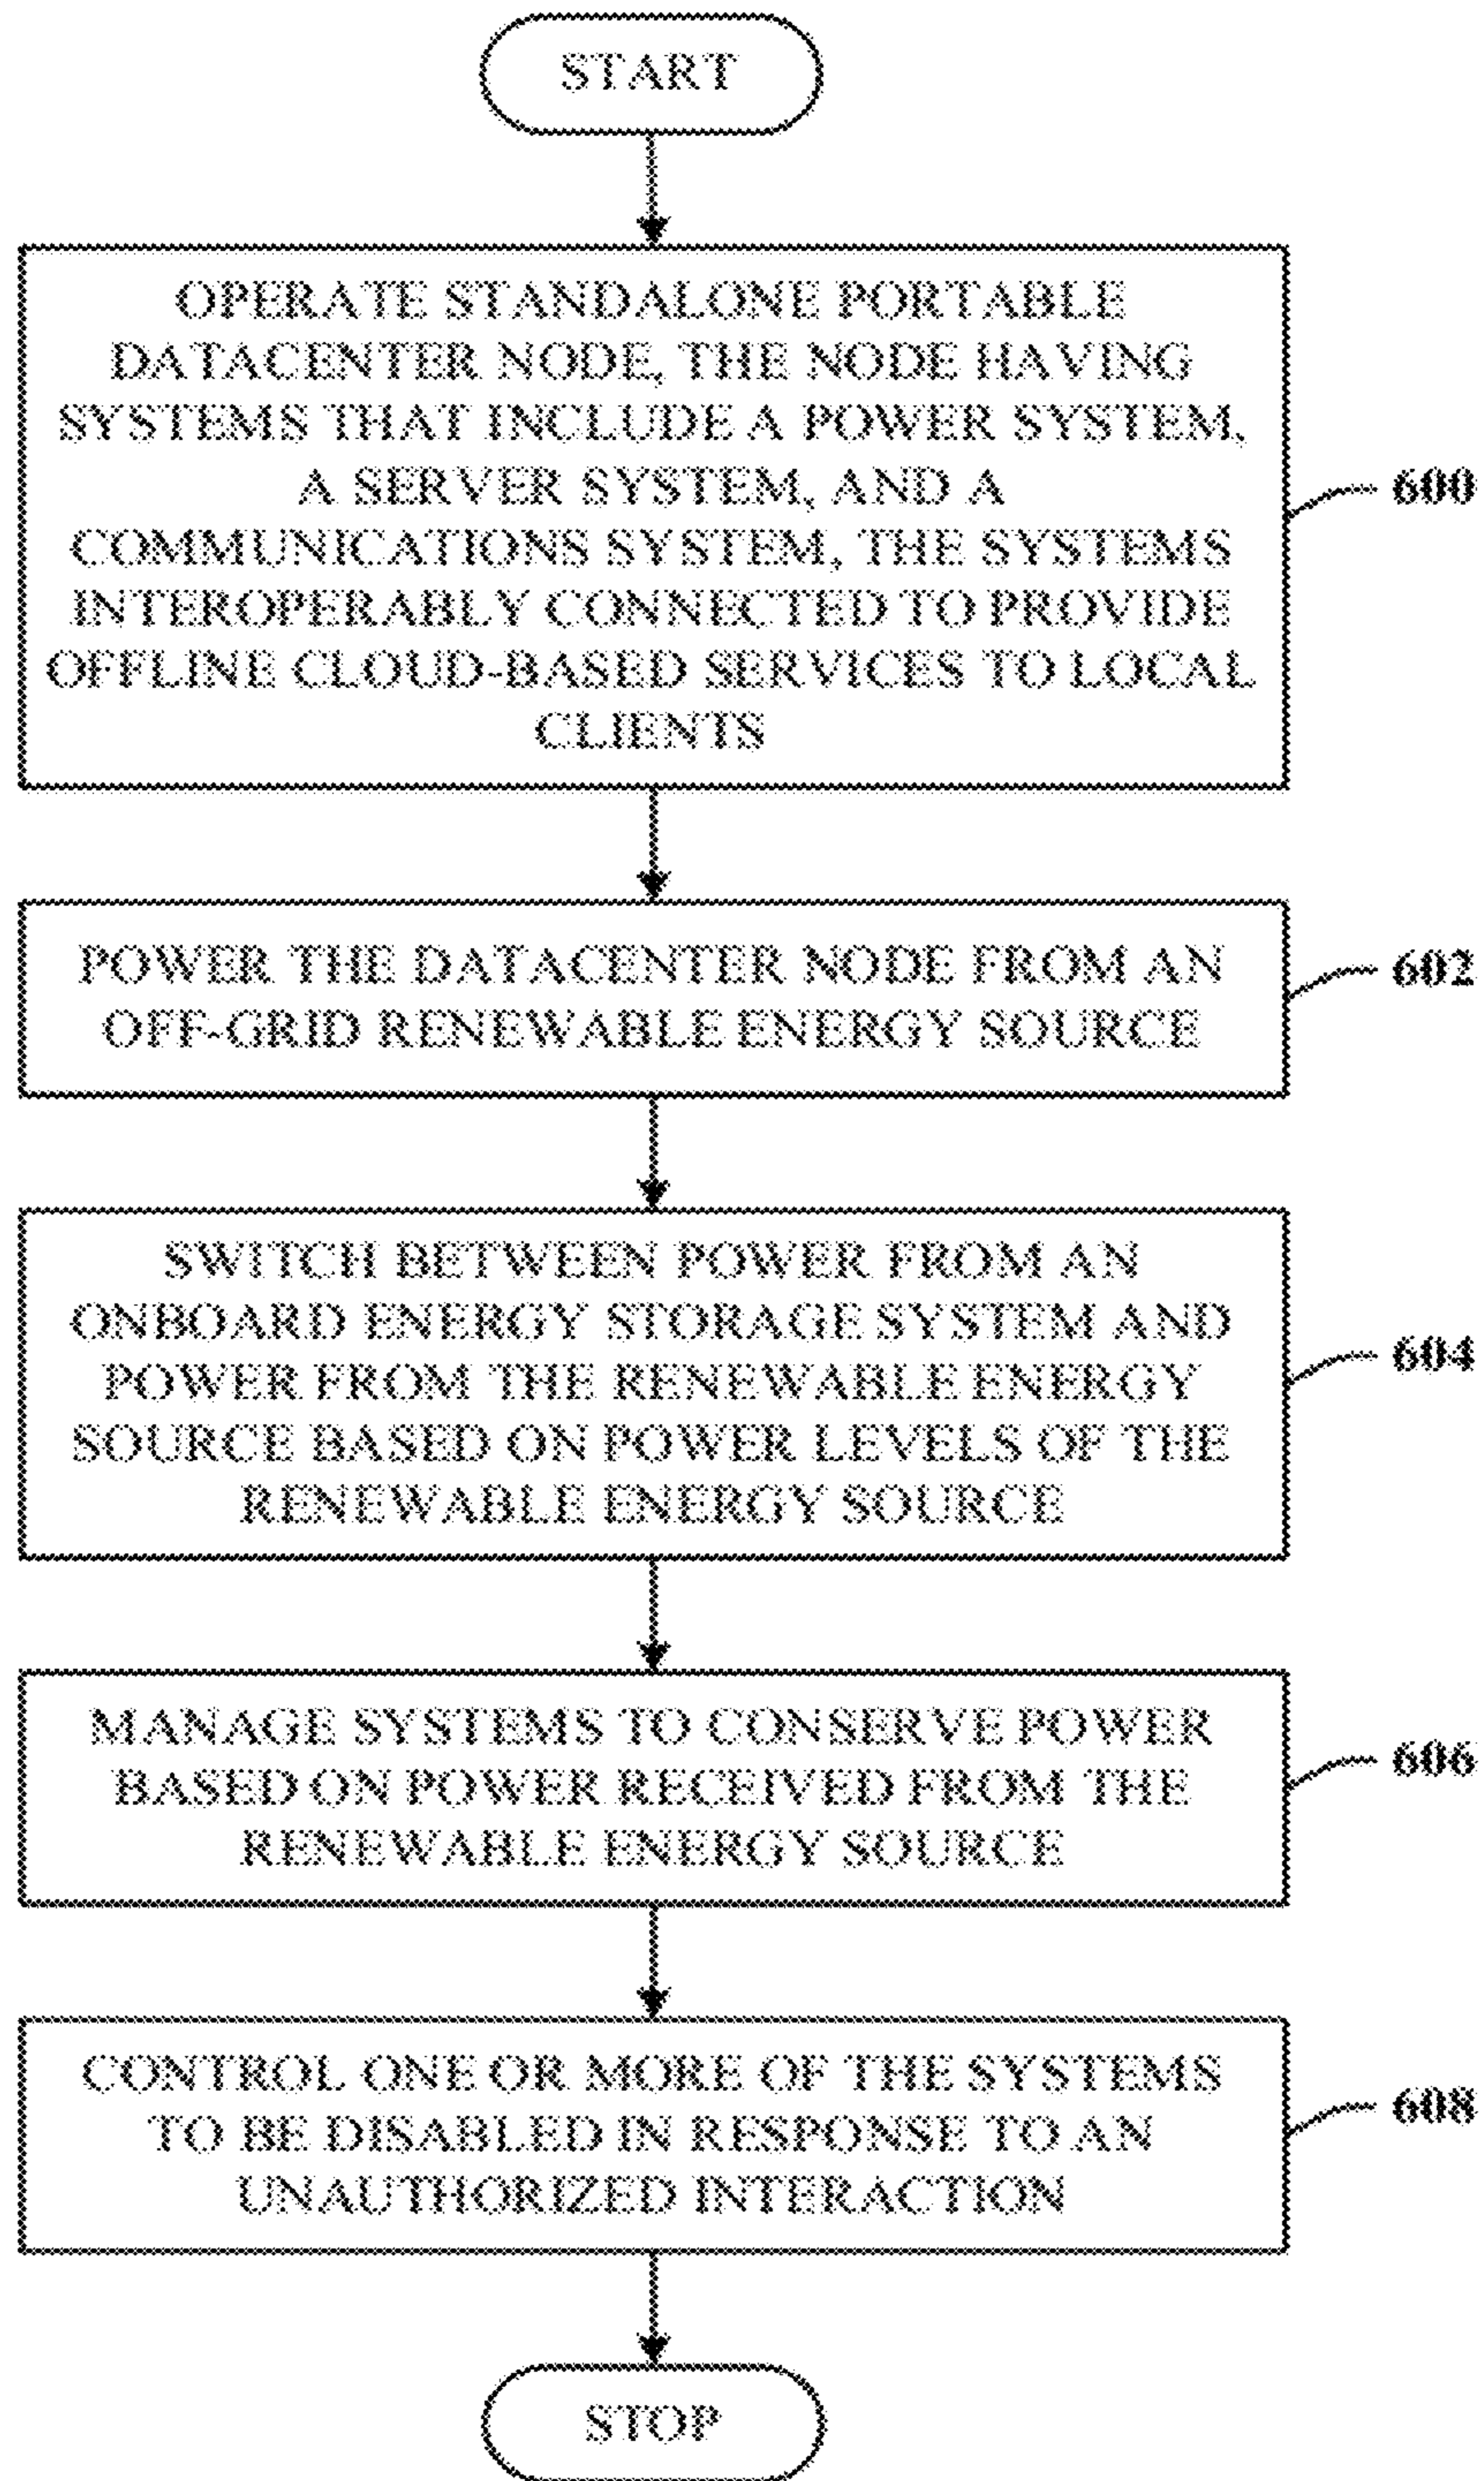 START
OPERATE STANDALONE PORTABLE
DATACENTER NODE, THE NODE HAVING
SYSTEMS THAT INCLUDE A POWER SYSTEM,
A SERVER SYSTEM, AND A
COMMUNICATIONS SYSTEM, THE SYSTEMS
INTEROPERABLY CONNECTED TO PROVIDE
OFFLINE CLOUD-BASED SERVICES TO LOCAL
CLIENTS
600
POWER THE DATACENTER NODE FROM AN
OFF-GRID RENEWABLE ENERGY SOURCE
602
SWITCH BETWEEN POWER FROM AN
ONBOARD ENERGY STORAGE SYSTEM AND
POWER FROM THE RENEWABLE ENERGY
SOURCE BASED ON POWER LEVELS OF THE
RENEWABLE ENERGY SOURCE
604
MANAGE SYSTEMS TO CONSERVE POWER
BASED ON POWER RECEIVED FROM THE
RENEWABLE ENERGY SOURCE
606
CONTROL ONE OR MORE OF THE SYSTEMS
TO BE DISABLED IN RESPONSE TO AN
UNAUTHORIZED INTERACTION
608
STOP